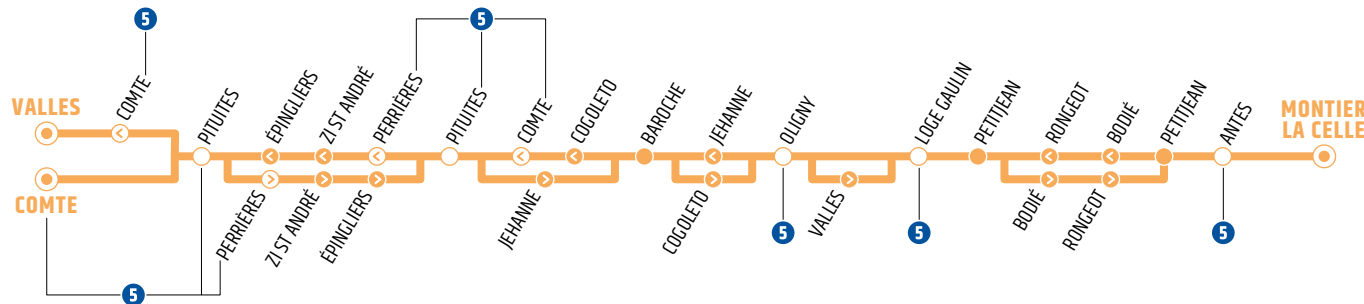 5
5
COMTE
PITUITES
ÉPINGLIERS
ZI ST ANDRÉ
PERRIÈRES
PITUITES
COMTE
COGOLETO
BAROCHE
JEHANNE
OLIGNY
LOGE GAULIN
PETITJEAN
RONGEOT
BODIÉ
PETITJEAN
ANTES
VALLES
MONTIER
LA CELLE
COMTE
PERRIÈRES
ZI ST ANDRÉ
ÉPINGLIERS
JEHANNE
COGOLETO
VALLES
BODIÉ
RONGEOT
5
5
5
5